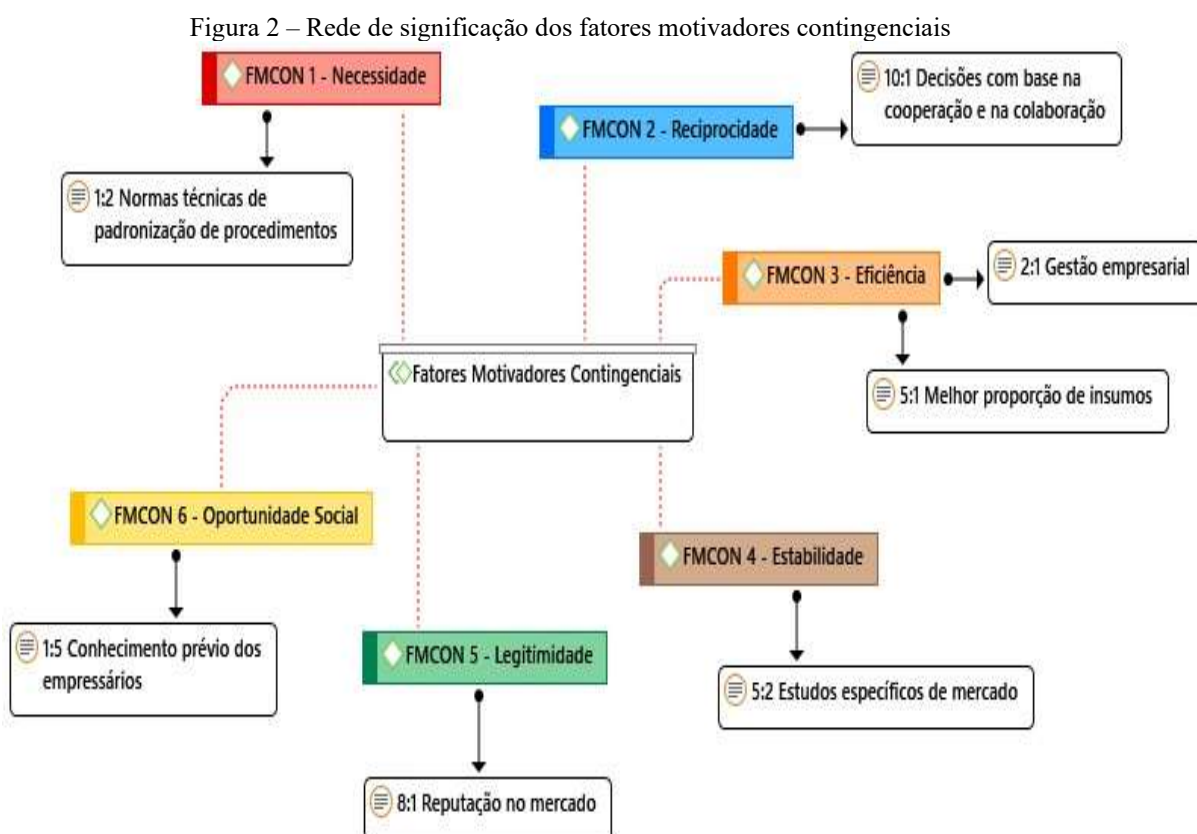 Figura 2 – Rede de significação dos fatores motivadores contingenciais
FMCON 1 - Necessidade
10:1 Decisões com base na
cooperação e na colaboração
FMCON 2 - Reciprocidade
1:2 Normas técnicas de
padronização de procedimentos
FMCON 3 - Eficiência
2:1 Gestão empresarial
Fatores Motivadores Contingenciais
5:1 Melhor proporção de insumos
FMCON 6 - Oportunidade Social
FMCON 4 - Estabilidade
1:5 Conhecimento prévio dos
empressários
FMCON 5 - Legitimidade
5:2 Estudos específicos de mercado
8:1 Reputação no mercado